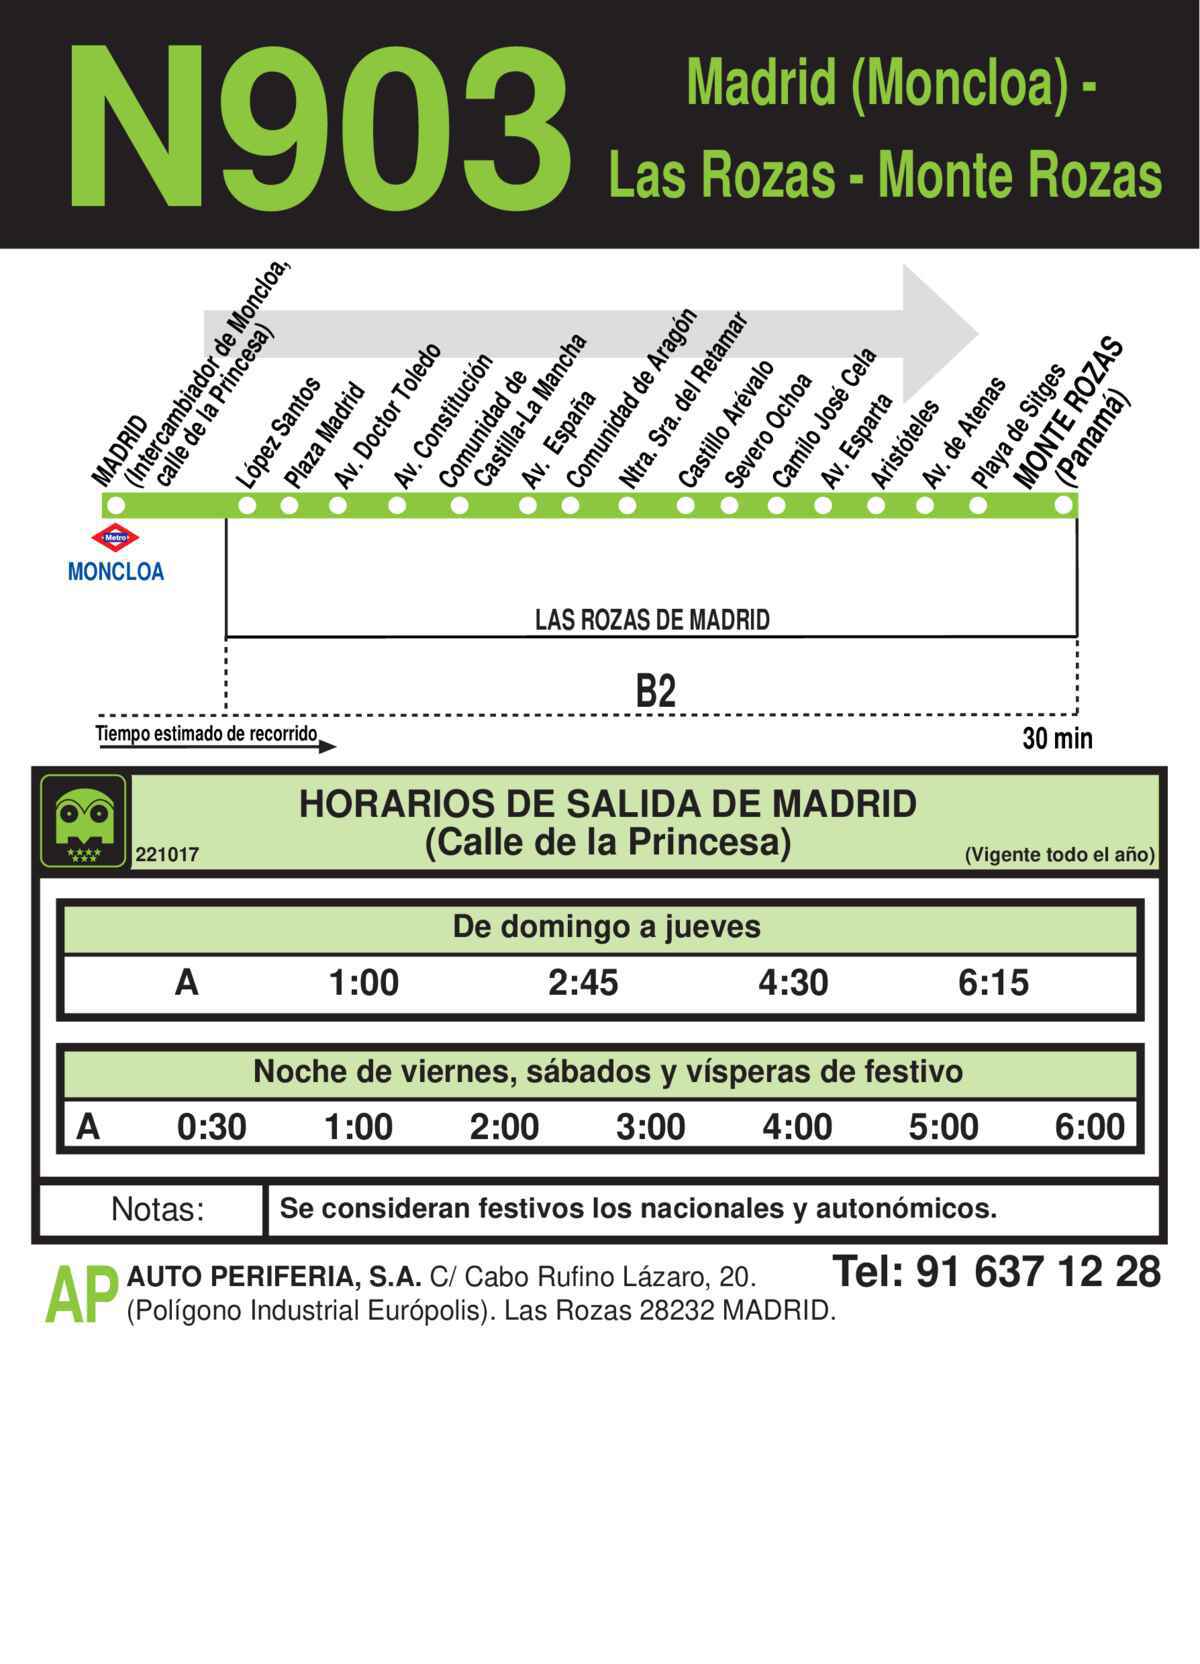 N903
Madrid (Moncloa) -
Las Rozas - Monte Rozas
MADRID
(Intercambiador de Moncloa,
calle de la Princesa)
López Santos
Plaza Madrid
Av. Doctor Toledo
Av. Constitución
Comunidad de
Castilla-La Mancha
Av. España
Comunidad de Aragón
Ntra. Sra. del Retamar
Castillo Arévalo
Severo Ochoa
Camilo José Cela
Av. Esparta
Aristóteles
Av. de Atenas
Playa de Sitges
MONTE ROZAS
(Panamá)
Metro
MONCLOA
LAS ROZAS DE MADRID
B2
Tiempo estimado de recorrido
30 min
HORARIOS DE SALIDA DE MADRID
(Calle de la Princesa)
221017
(Vigente todo el año)
De domingo a jueves
A 1:00 2:45 4:30 6:15
Noche de viernes, sábados y vísperas de festivo
A 0:30 1:00 2:00 3:00 4:00 5:00 6:00
Notas: Se consideran festivos los nacionales y autonómicos.
AP AUTO PERIFERIA, S.A. C/ Cabo Rufino Lázaro, 20.
(Polígono Industrial Európolis). Las Rozas 28232 MADRID.
Tel: 91 637 12 28